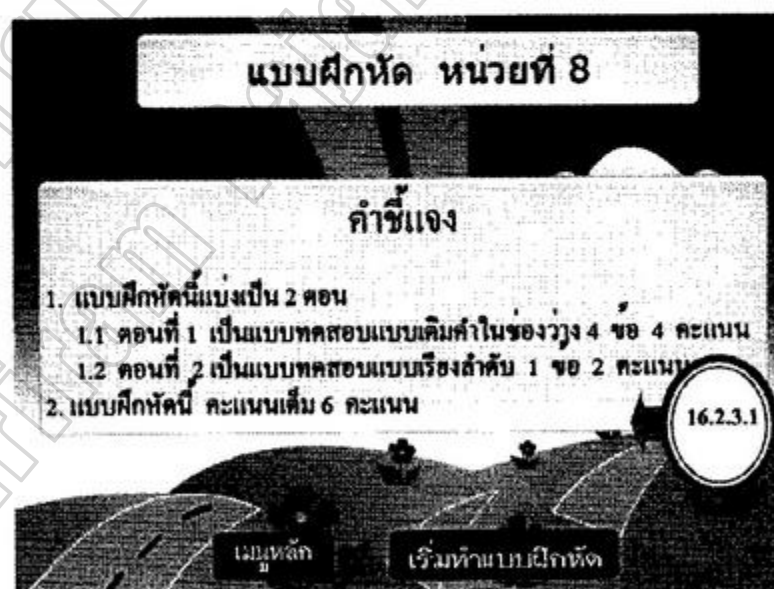 แบบฝึกหัด หน่วยที่ 8
คำชี้แจง
1. แบบฝึกหัดนี้แบ่งเป็น 2 ตอน
1.1 ตอนที่ 1 เป็นแบบทดสอบแบบเติมคำในช่องว่าง 4 ข้อ 4 คะแนน
1.2 ตอนที่ 2 เป็นแบบทดสอบแบบเรียงลำดับ 1 ข้อ 2 คะแนน
2. แบบฝึกหัดนี้ คะแนนเต็ม 6 คะแนน
16.2.3.1
เมนูหลัก
เริ่มทำแบบฝึกหัด